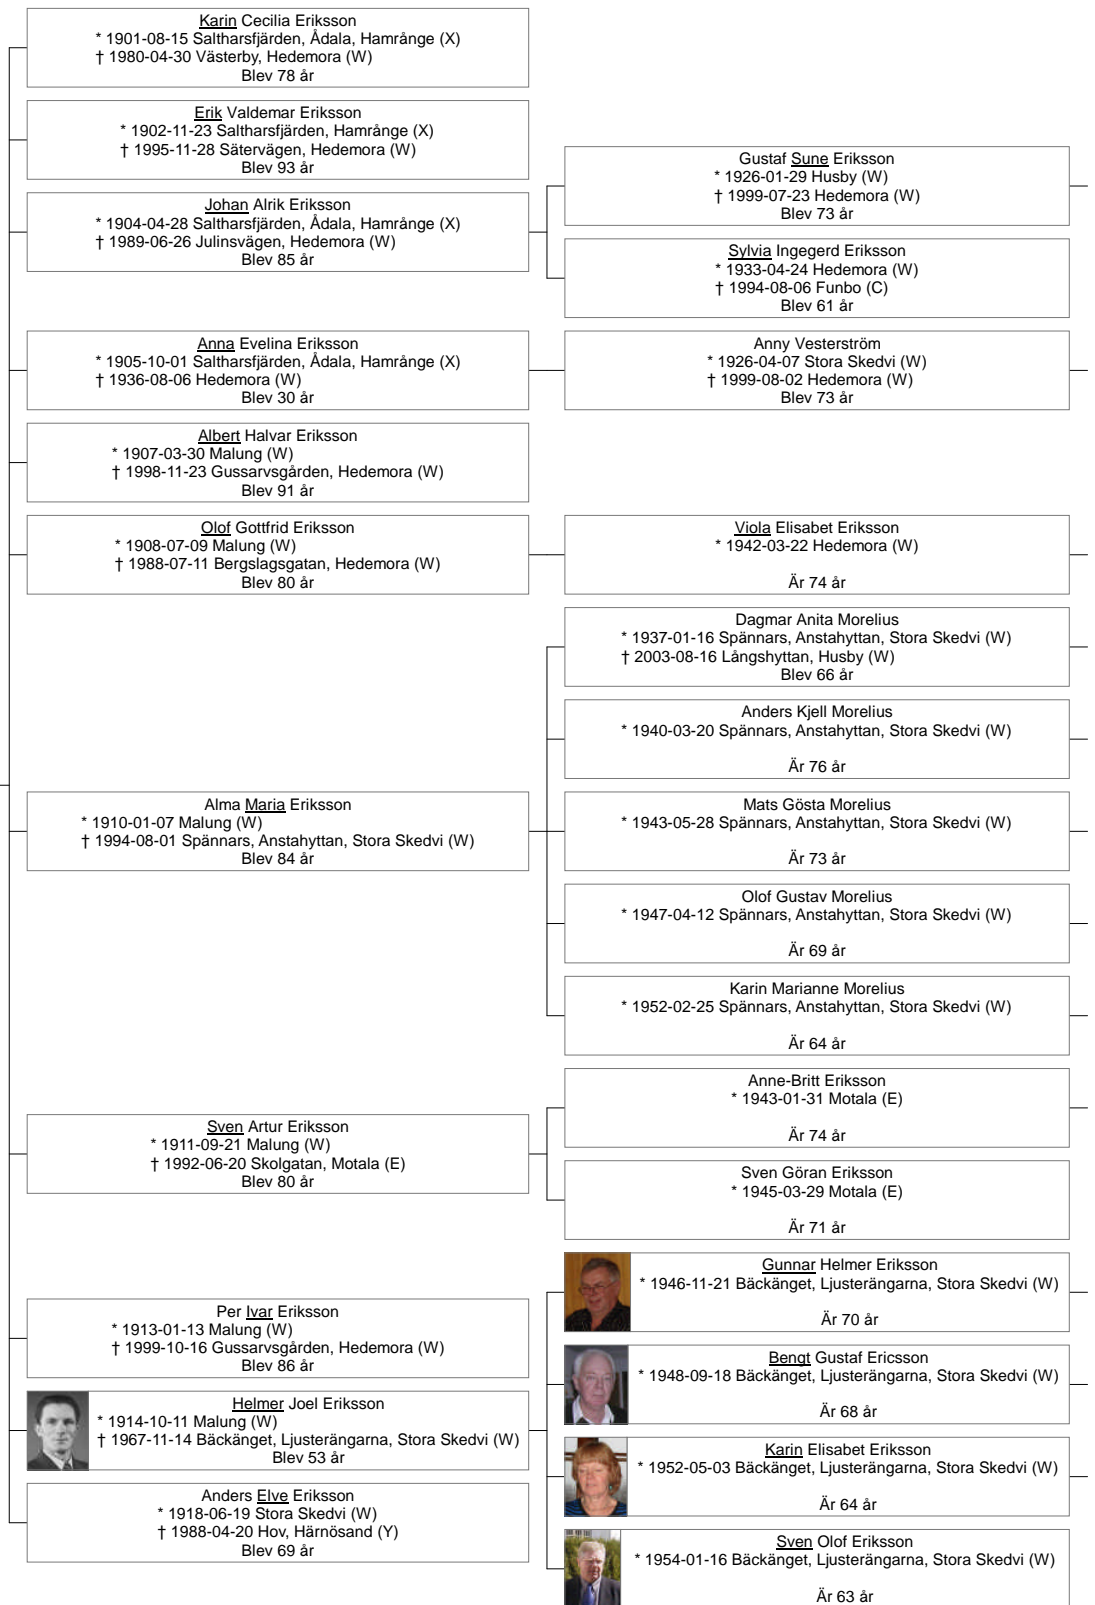 Karin Cecilia Eriksson
* 1901-08-15 Saltharsfjärden, Ådala, Hamrånge (X)
† 1980-04-30 Västerby, Hedemora (W)
Blev 78 år
Erik Valdemar Eriksson
* 1902-11-23 Saltharsfjärden, Hamrånge (X)
† 1995-11-28 Sätervägen, Hedemora (W)
Blev 93 år
Johan Alrik Eriksson
* 1904-04-28 Saltharsfjärden, Ådala, Hamrånge (X)
† 1989-06-26 Julinsvägen, Hedemora (W)
Blev 85 år
Anna Evelina Eriksson
* 1905-10-01 Saltharsfjärden, Ådala, Hamrånge (X)
† 1936-08-06 Hedemora (W)
Blev 30 år
Albert Halvar Eriksson
* 1907-03-30 Malung (W)
† 1998-11-23 Gussarvsgården, Hedemora (W)
Blev 91 år
Olof Gottfrid Eriksson
* 1908-07-09 Malung (W)
† 1988-07-11 Bergslagsgatan, Hedemora (W)
Blev 80 år
Alma Maria Eriksson
* 1910-01-07 Malung (W)
† 1994-08-01 Spännars, Anstahyttan, Stora Skedvi (W)
Blev 84 år
Sven Artur Eriksson
* 1911-09-21 Malung (W)
† 1992-06-20 Skolgatan, Motala (E)
Blev 80 år
Per Ivar Eriksson
* 1913-01-13 Malung (W)
† 1999-10-16 Gussarvsgården, Hedemora (W)
Blev 86 år
Helmer Joel Eriksson
* 1914-10-11 Malung (W)
† 1967-11-14 Bäckänget, Ljusterängarna, Stora Skedvi (W)
Blev 53 år
Anders Elve Eriksson
* 1918-06-19 Stora Skedvi (W)
† 1988-04-20 Hov, Härnösand (Y)
Blev 69 år
Gustaf Sune Eriksson
* 1926-01-29 Husby (W)
† 1999-07-23 Hedemora (W)
Blev 73 år
Sylvia Ingegerd Eriksson
* 1933-04-24 Hedemora (W)
† 1994-08-06 Funbo (C)
Blev 61 år
Anny Vesterström
* 1926-04-07 Stora Skedvi (W)
† 1999-08-02 Hedemora (W)
Blev 73 år
Viola Elisabet Eriksson
* 1942-03-22 Hedemora (W)
Är 74 år
Dagmar Anita Morelius
* 1937-01-16 Spännars, Anstahyttan, Stora Skedvi (W)
† 2003-08-16 Långshyttan, Husby (W)
Blev 66 år
Anders Kjell Morelius
* 1940-03-20 Spännars, Anstahyttan, Stora Skedvi (W)
Är 76 år
Mats Gösta Morelius
* 1943-05-28 Spännars, Anstahyttan, Stora Skedvi (W)
Är 73 år
Olof Gustav Morelius
* 1947-04-12 Spännars, Anstahyttan, Stora Skedvi (W)
Är 69 år
Karin Marianne Morelius
* 1952-02-25 Spännars, Anstahyttan, Stora Skedvi (W)
Är 64 år
Anne-Britt Eriksson
* 1943-01-31 Motala (E)
Är 74 år
Sven Göran Eriksson
* 1945-03-29 Motala (E)
Är 71 år
Gunnar Helmer Eriksson
* 1946-11-21 Bäckänget, Ljusterängarna, Stora Skedvi (W)
Är 70 år
Bengt Gustaf Ericsson
* 1948-09-18 Bäckänget, Ljusterängarna, Stora Skedvi (W)
Är 68 år
Karin Elisabet Eriksson
* 1952-05-03 Bäckänget, Ljusterängarna, Stora Skedvi (W)
Är 64 år
Sven Olof Eriksson
* 1954-01-16 Bäckänget, Ljusterängarna, Stora Skedvi (W)
Är 63 år